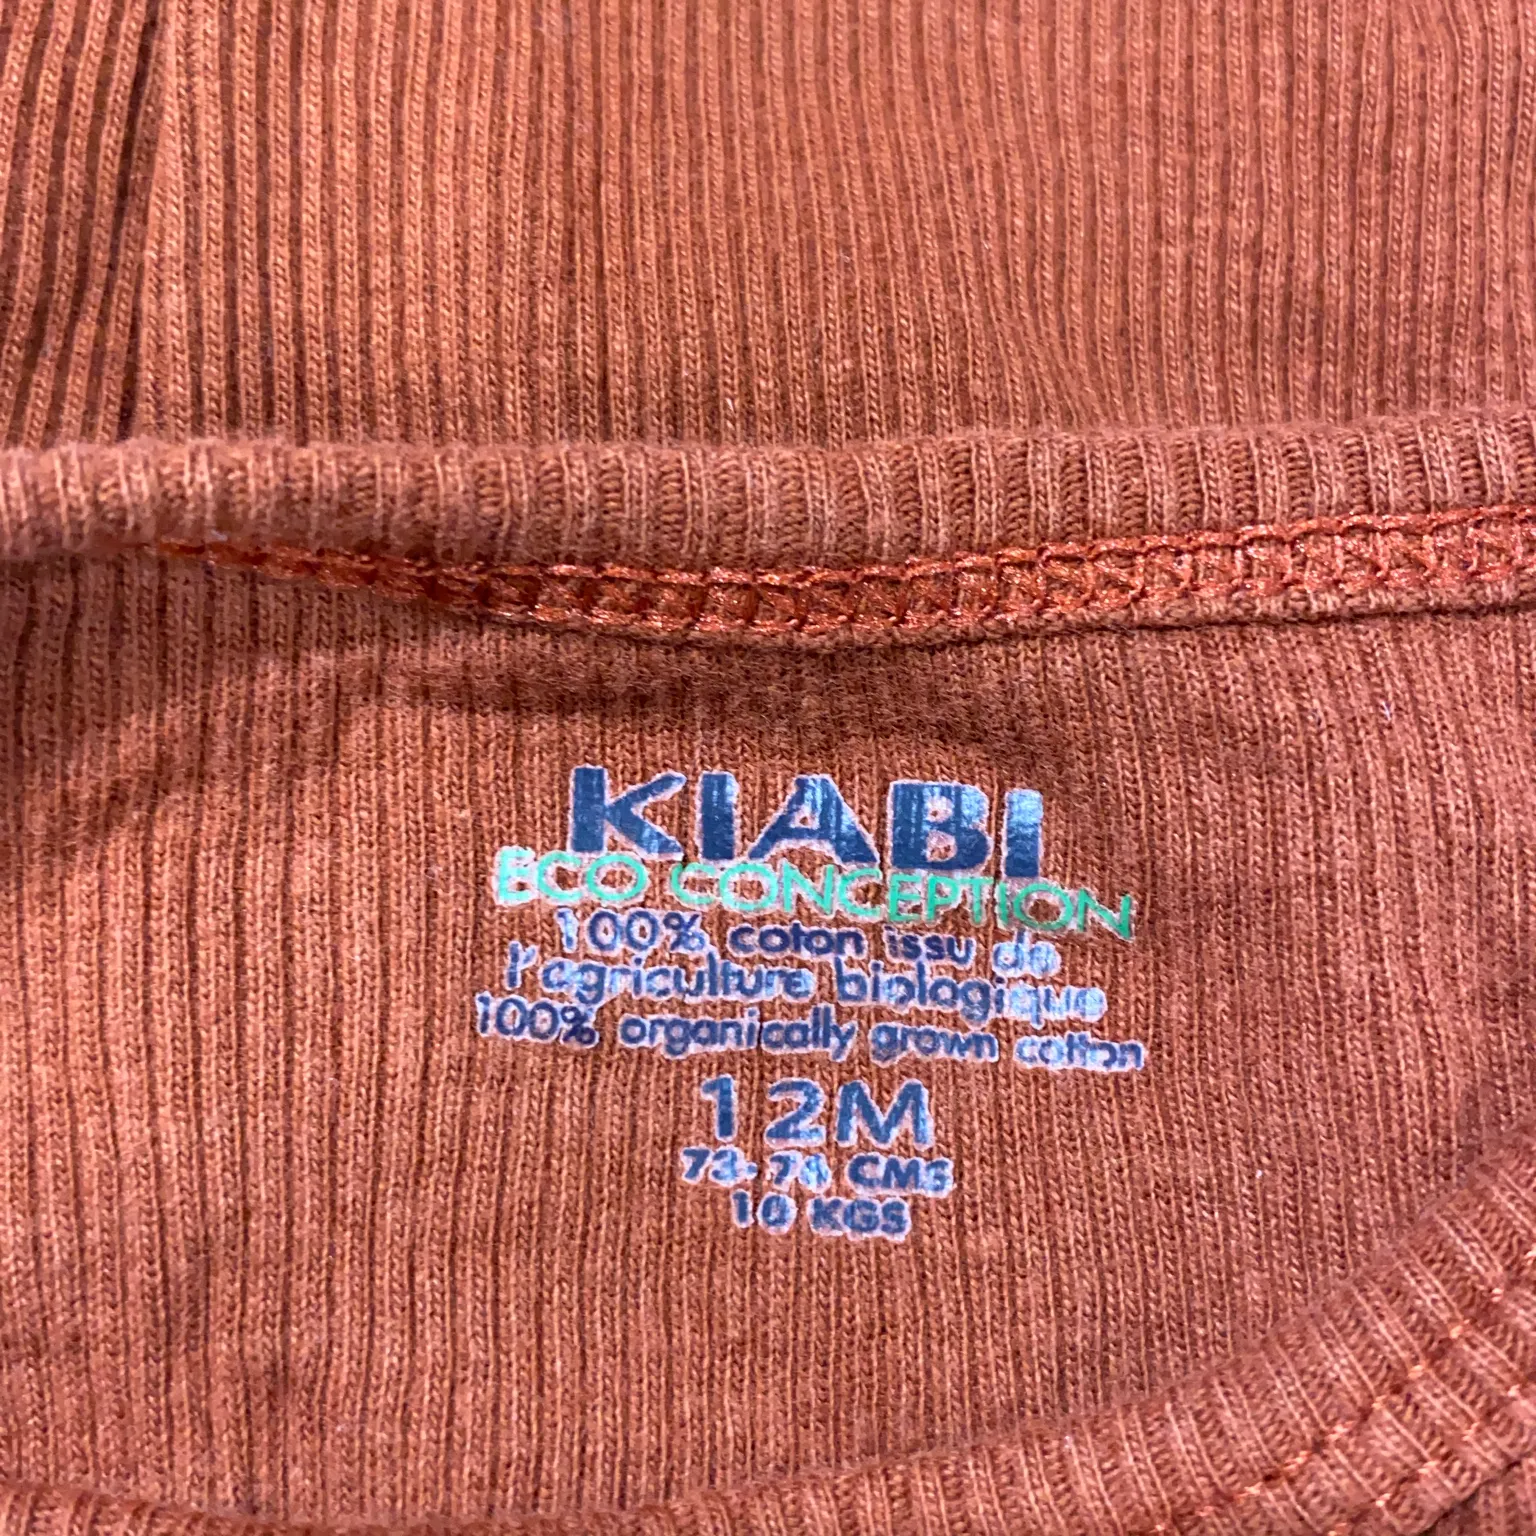 KIABI
ECO CONCEPTION
100% coton issu de
l'agriculture biologique
100% organically grown cotton
12M
73-74 CMS
10 KGS